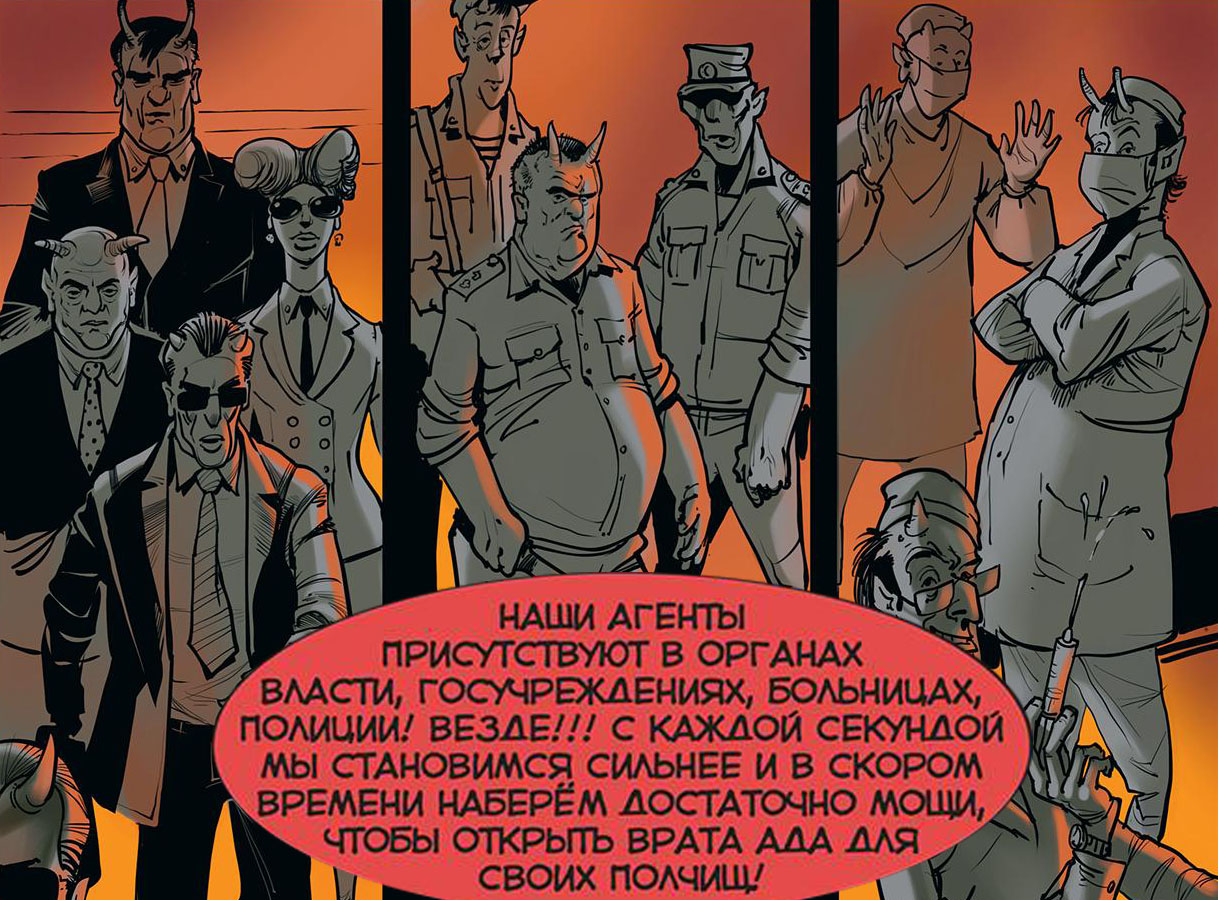 НАШИ АГЕНТЫ
ПРИСУТСТВУЮТ В ОРГАНАХ
ВЛАСТИ, ГОСУЧРЕЖДЕНИЯХ, БОЛЬНИЦАХ,
ПОЛИЦИИ! ВЕЗДЕ!!! С КАЖДОЙ СЕКУНДОЙ
МЫ СТАНОВИМСЯ СИЛЬНЕЕ И В СКОРОМ
ВРЕМЕНИ НАБЕРЁМ ДОСТАТОЧНО МОЩИ,
ЧТОБЫ ОТКРЫТЬ ВРАТА АДА ДЛЯ
СВОИХ ПОЛЧИЩ!